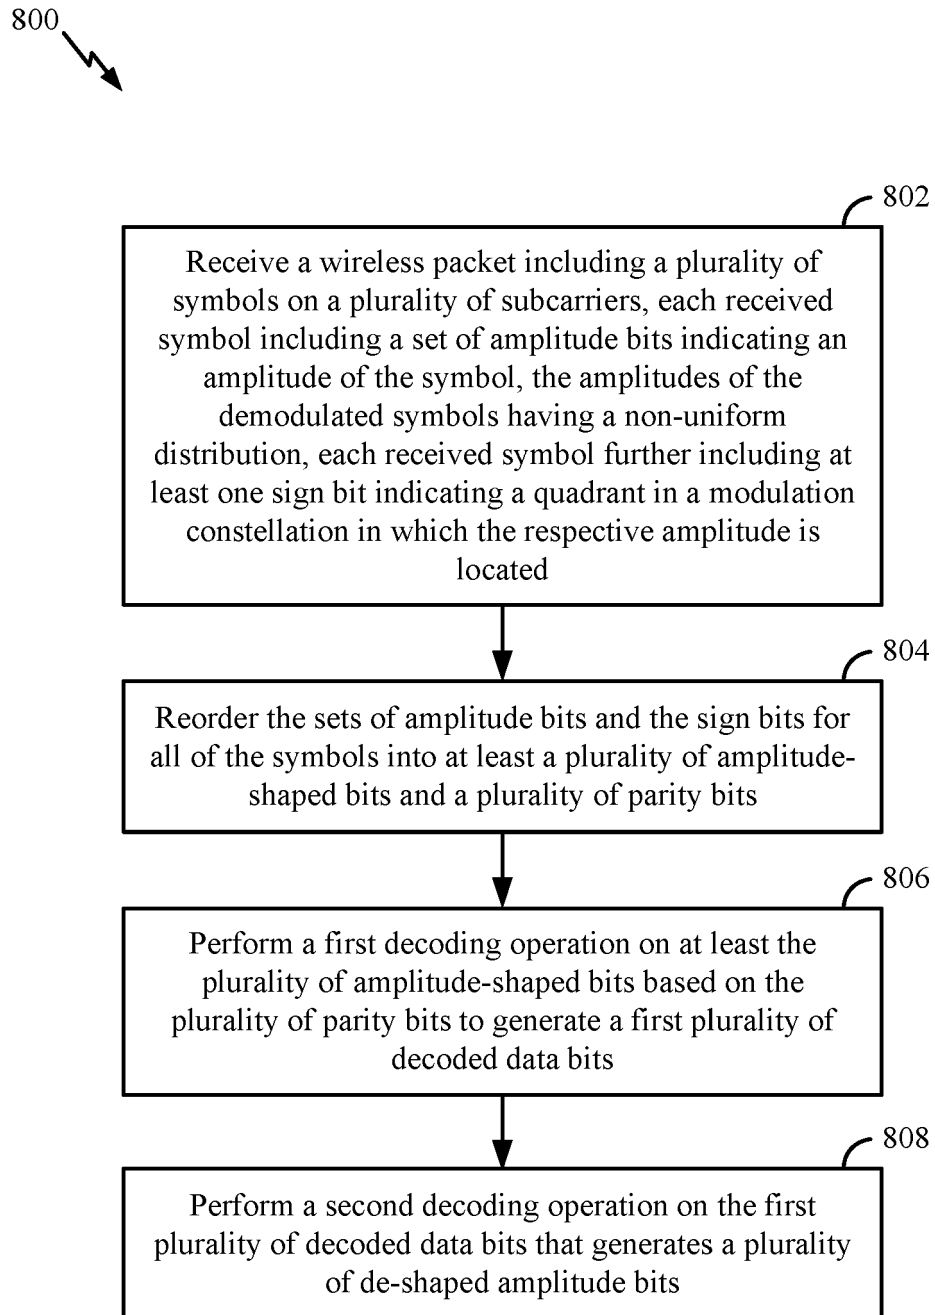 800
802
Receive a wireless packet including a plurality of
symbols on a plurality of subcarriers, each received
symbol including a set of amplitude bits indicating an
amplitude of the symbol, the amplitudes of the
demodulated symbols having a non-uniform
distribution, each received symbol further including at
least one sign bit indicating a quadrant in a modulation
constellation in which the respective amplitude is
located
804
Reorder the sets of amplitude bits and the sign bits for
all of the symbols into at least a plurality of amplitude-
shaped bits and a plurality of parity bits
806
Perform a first decoding operation on at least the
plurality of amplitude-shaped bits based on the
plurality of parity bits to generate a first plurality of
decoded data bits
808
Perform a second decoding operation on the first
plurality of decoded data bits that generates a plurality
of de-shaped amplitude bits